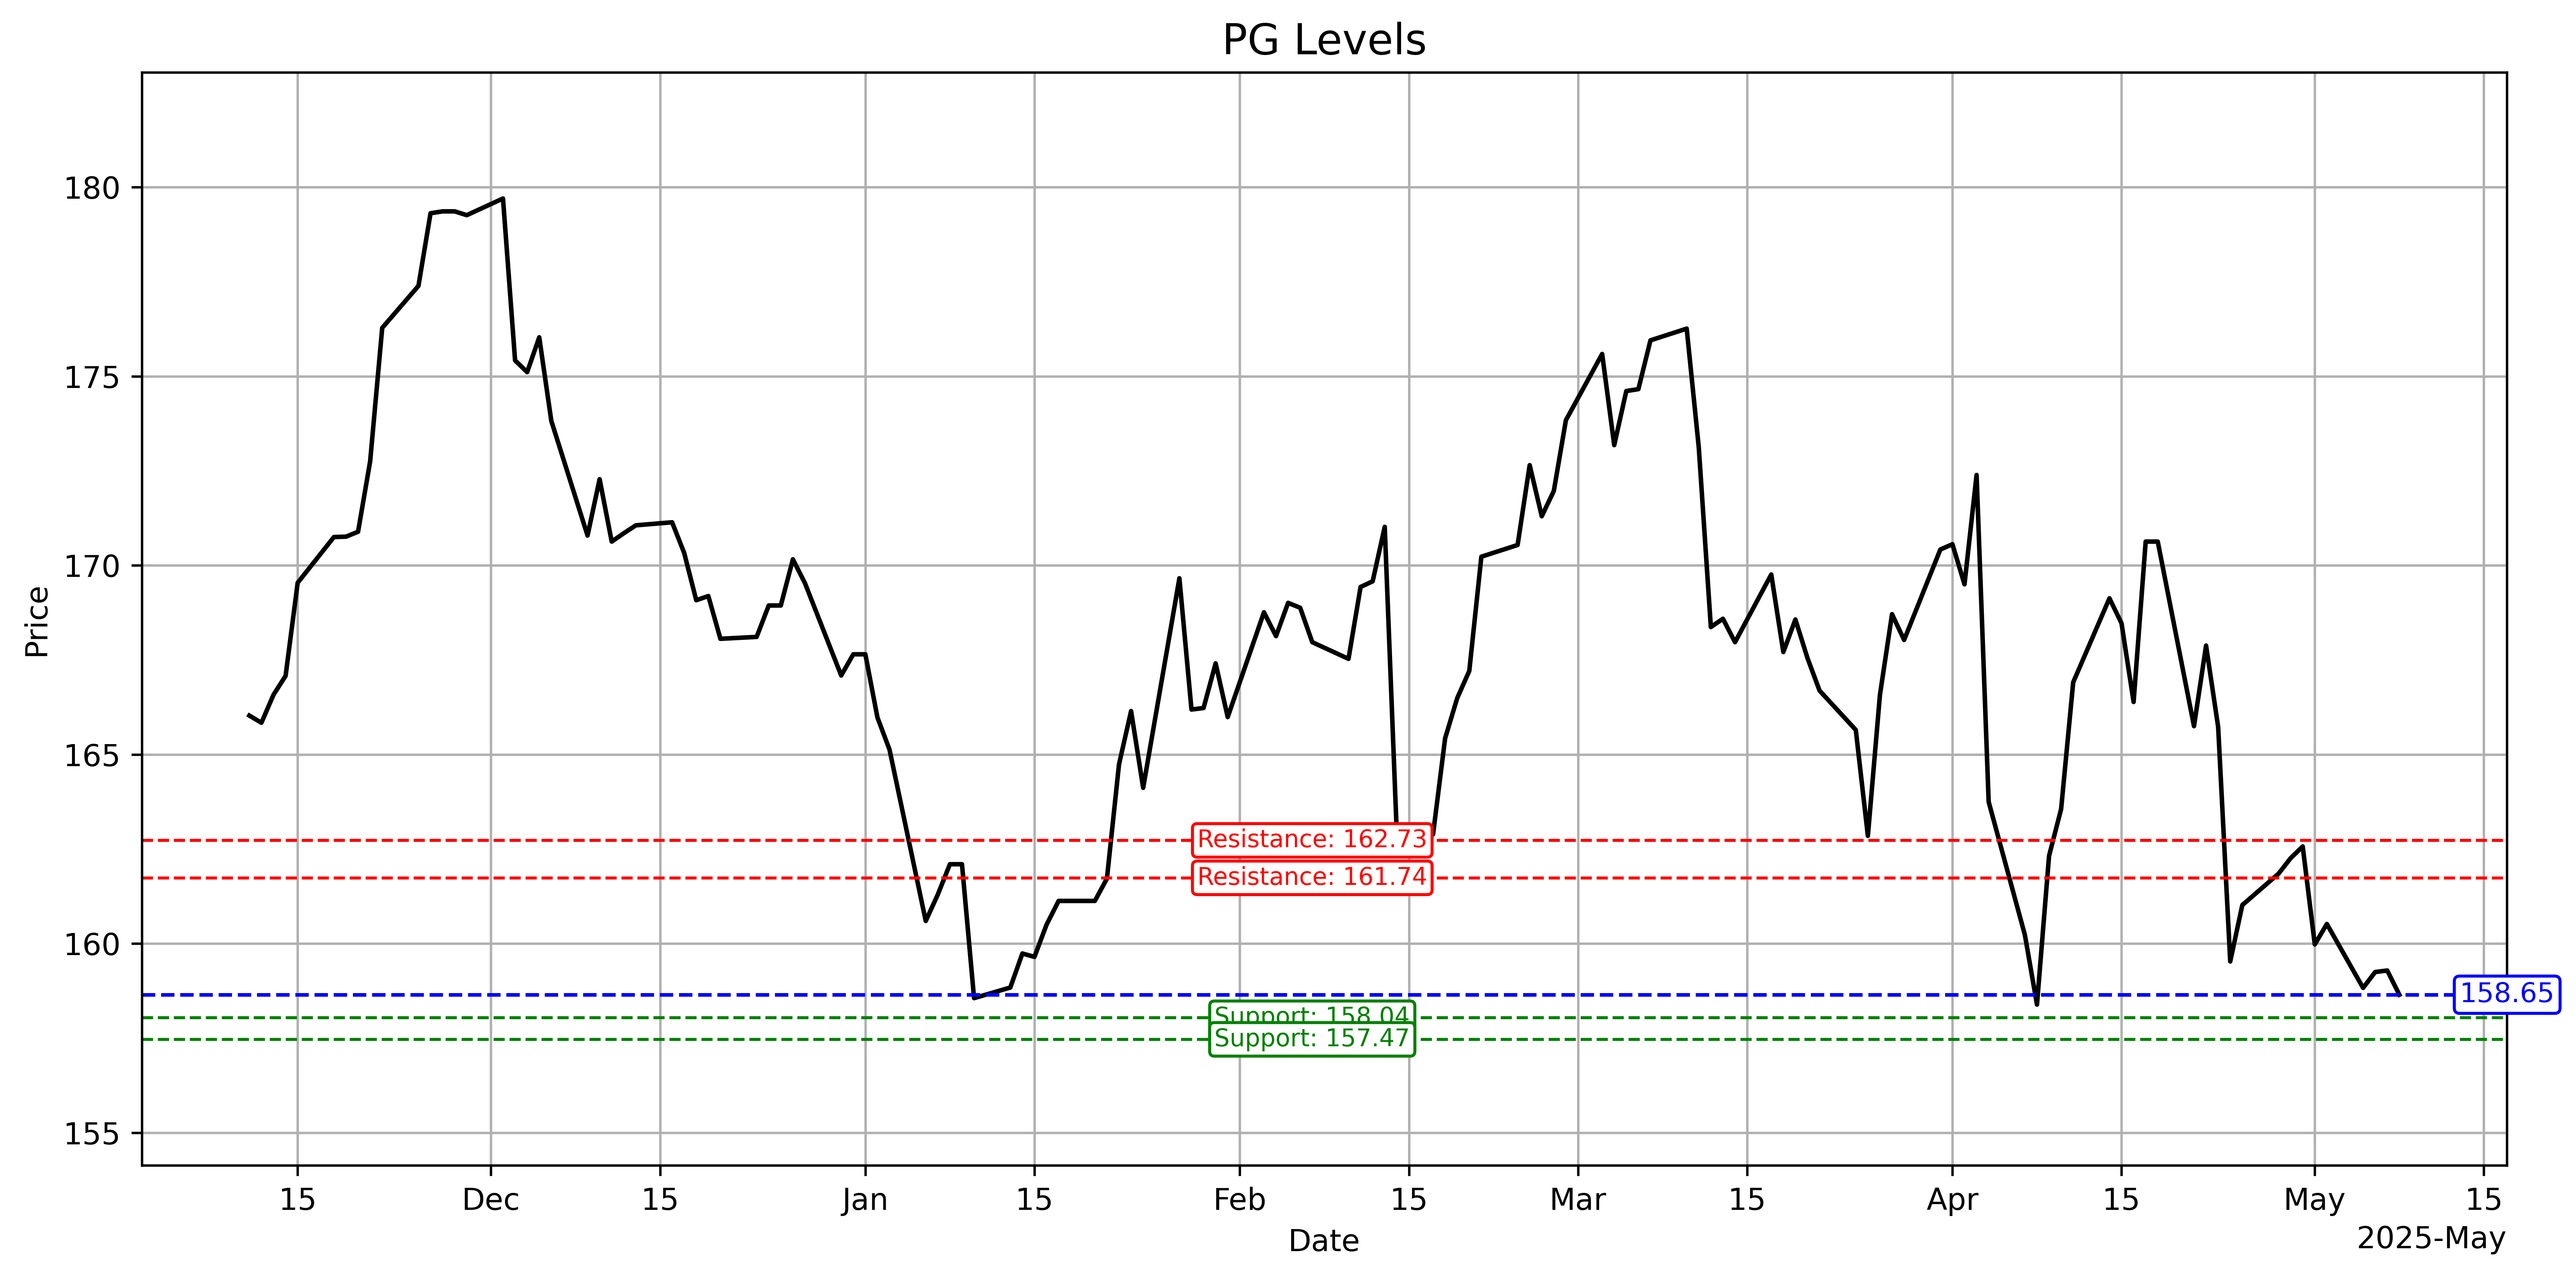 PG Levels
Price
180
175
170
165
160
155
Resistance: 162.73
Resistance: 161.74
158.65
Support: 158.04
Support: 157.47
15 Dec 15 Jan 15 Feb 15 Mar 15 Apr 15 May 15
Date
2025-May